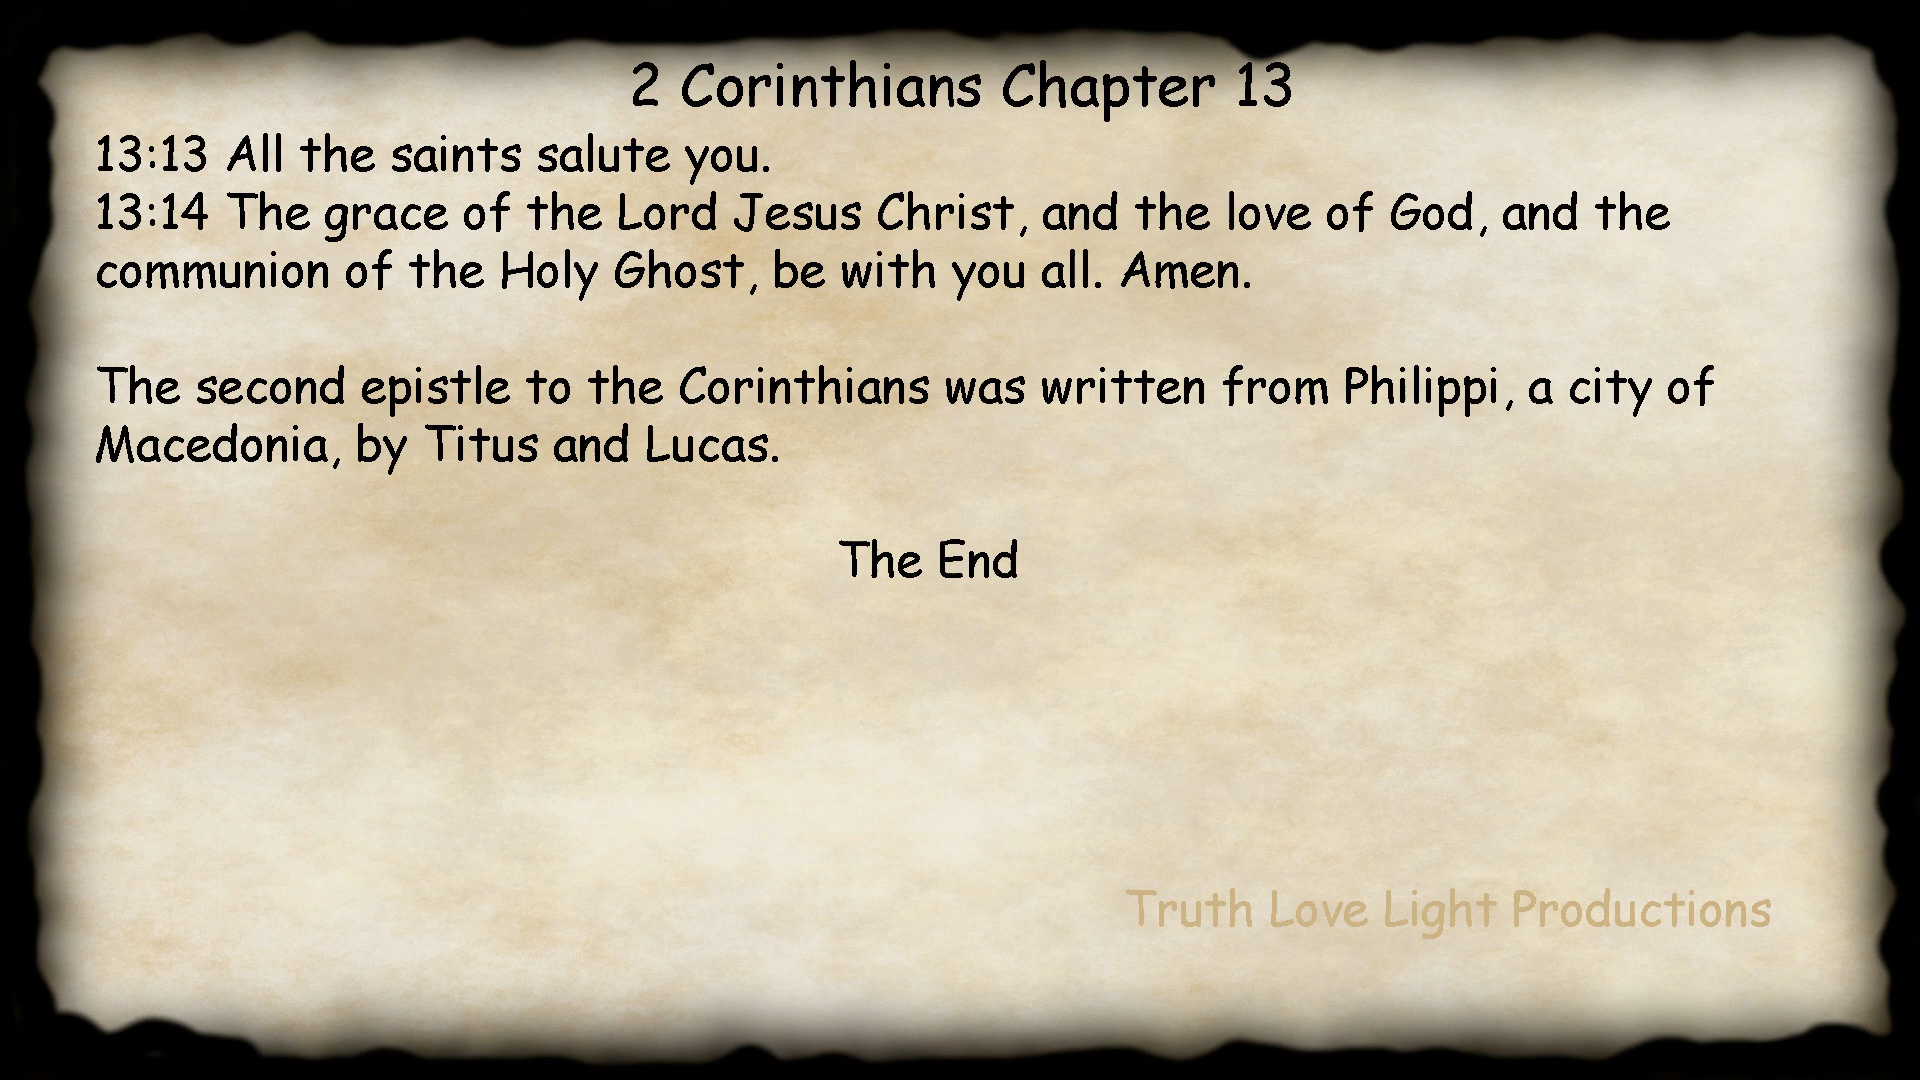 2 Corinthians Chapter 13
13:13 All the saints salute you.
13:14 The grace of the Lord Jesus Christ, and the love of God, and the
communion of the Holy Ghost, be with you all. Amen.
The second epistle to the Corinthians was written from Philippi, a city of
Macedonia, by Titus and Lucas.
The End
Truth Love Light Productions